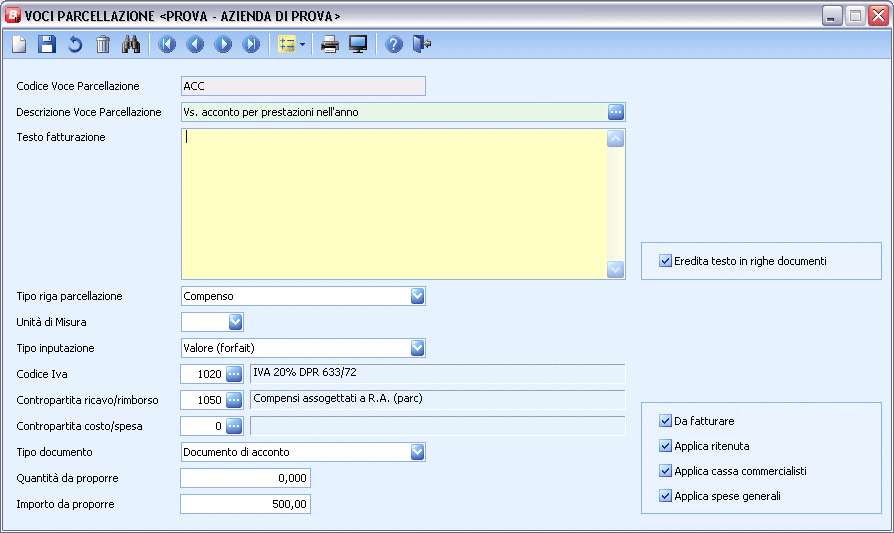 VOCI PARCELLAZIONE <PROVA - AZIENDA DI PROVA>
Codice Voce Parcellazione ACC
Descrizione Voce Parcellazione Vs. acconto per prestazioni nell'anno
Testo fatturazione
Eredita testo in righe documenti
Tipo riga parcellazione Compenso
Unità di Misura
Tipo inputazione Valore (forfait)
Codice Iva 1020 IVA 20% DPR 633/72
Contropartita ricavo/rimborso 1050 Compensi assogettati a R.A. (parc)
Contropartita costo/spesa 0
Tipo documento Documento di acconto
Quantità da proporre 0,000
Importo da proporre 500,00
Da fatturare
Applica ritenuta
Applica cassa commercialisti
Applica spese generali